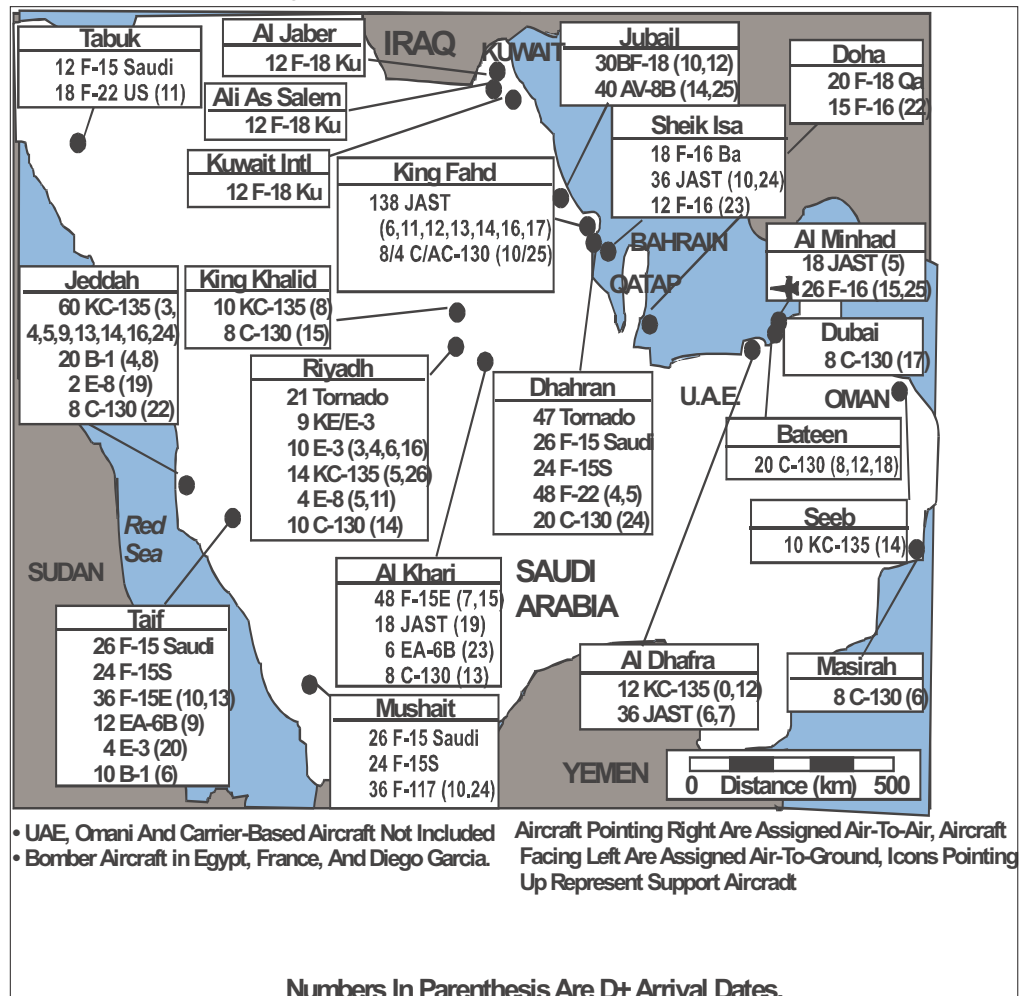 Tabuk
12 F-15 Saudi
18 F-22 US (11)
Al Jaber
12 F-18 Ku
IRAQ
KUWAIT
Ali As Salem
12 F-18 Ku
Kuwait Intl
12 F-18 Ku
Jubail
30BF-18 (10,12)
40 AV-8B (14,25)
Doha
20 F-18 Qa
15 F-16 (22)
Sheik Isa
18 F-16 Ba
36 JAST (10,24)
12 F-16 (23)
King Fahd
138 JAST
(6,11,12,13,14,16,17)
8/4 C/AC-130 (10/25)
BAHRAIN
QATAP
Al Minhad
18 JAST (5)
126 F-16 (15,25)
Jeddah
60 KC-135 (3,
4,5,9,13,14,16,24)
20 B-1 (4,8)
2 E-8 (19)
8 C-130 (22)
King Khalid
10 KC-135 (8)
8 C-130 (15)
Riyadh
21 Tornado
9 KE/E-3
10 E-3 (3,4,6,16)
14 KC-135 (5,26)
4 E-8 (5,11)
10 C-130 (14)
Dhahran
47 Tornado
26 F-15 Saudi
24 F-15S
48 F-22 (4,5)
20 C-130 (24)
Dubai
8 C-130 (17)
U.A.E.
OMAN
Bateen
20 C-130 (8,12,18)
Seeb
10 KC-135 (14)
Red
Sea
SUDAN
SAUDI
ARABIA
Al Khari
48 F-15E (7,15)
18 JAST (19)
6 EA-6B (23)
8 C-130 (13)
Taif
26 F-15 Saudi
24 F-15S
36 F-15E (10,13)
12 EA-6B (9)
4 E-3 (20)
10 B-1 (6)
Mushait
26 F-15 Saudi
24 F-15S
36 F-117 (10,24)
Al Dhafra
12 KC-135 (0,12)
36 JAST (6,7)
Masirah
8 C-130 (6)
YEMEN
0 Distance (km) 500
• UAE, Omani And Carrier-Based Aircraft Not Included
• Bomber Aircraft in Egypt, France, And Diego Garcia.
Aircraft Pointing Right Are Assigned Air-To-Air, Aircraft
Facing Left Are Assigned Air-To-Ground, Icons Pointing
Up Represent Support Aircradt
Numbers In Parenthesis Are D+ Arrival Dates.